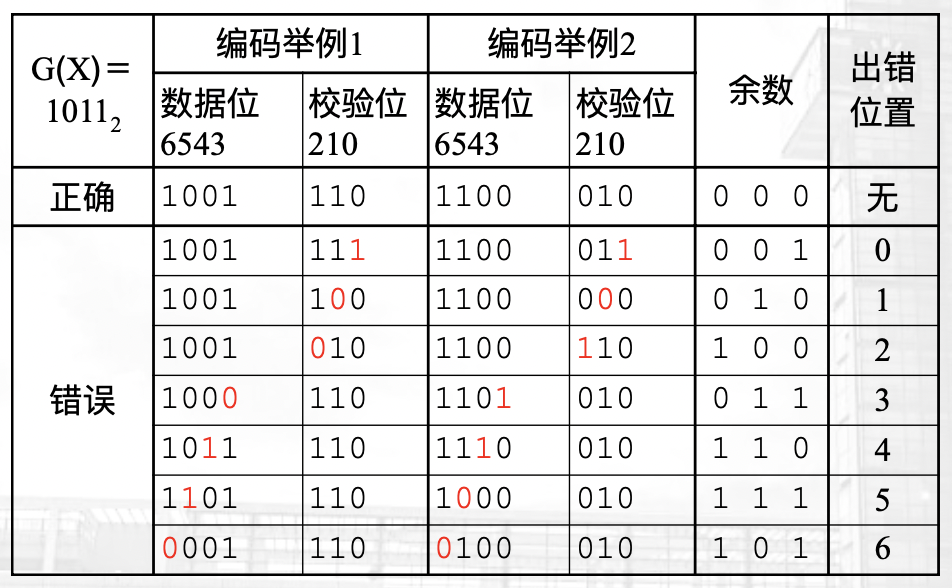 G(X)= 1011₂ 编码举例1 编码举例2 余数 出错位置
数据位 6543 校验位 210 数据位 6543 校验位 210
正确 1001 110 1100 010 0 0 0 无
错误 1001 111 1100 011 0 0 1 0
1001 100 1100 000 0 1 0 1
1001 010 1100 110 1 0 0 2
1000 110 1101 010 0 1 1 3
1011 110 1110 010 1 1 0 4
1101 110 1000 010 1 1 1 5
0001 110 0100 010 1 0 1 6